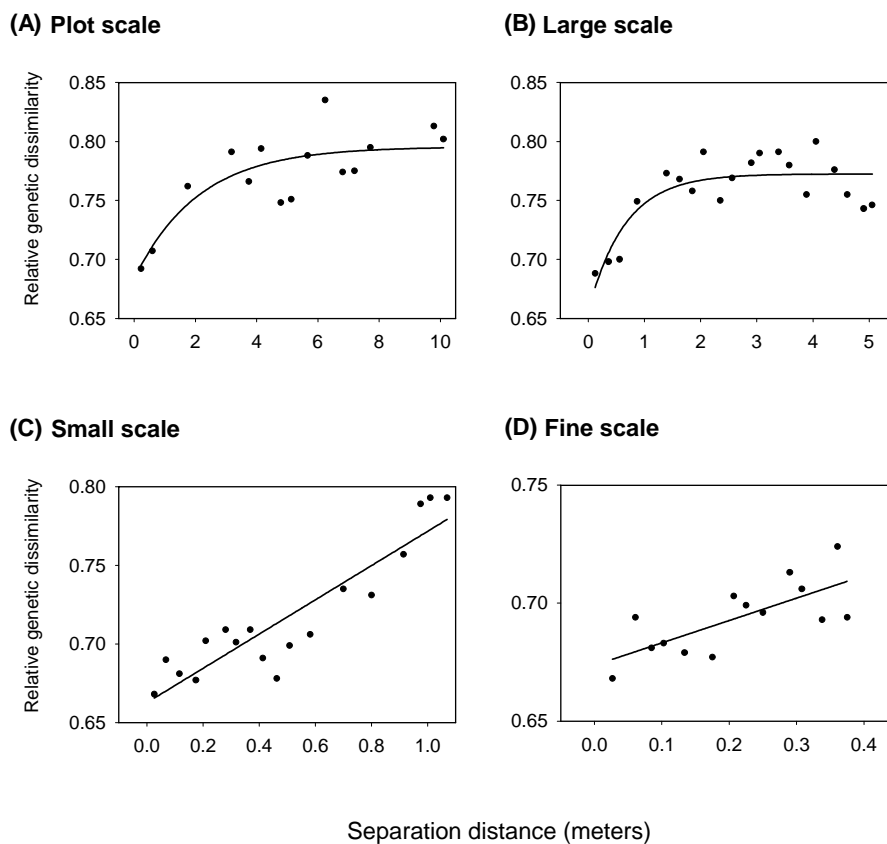 (A) Plot scale
(B) Large scale
Relative genetic dissimilarity
0.85
0.80
0.75
0.70
0.65
0 2 4 6 8 10
0.85
0.80
0.75
0.70
0.65
0 1 2 3 4 5
(C) Small scale
(D) Fine scale
Relative genetic dissimilarity
0.80
0.75
0.70
0.65
0.0 0.2 0.4 0.6 0.8 1.0
0.75
0.70
0.65
0.0 0.1 0.2 0.3 0.4
Separation distance (meters)